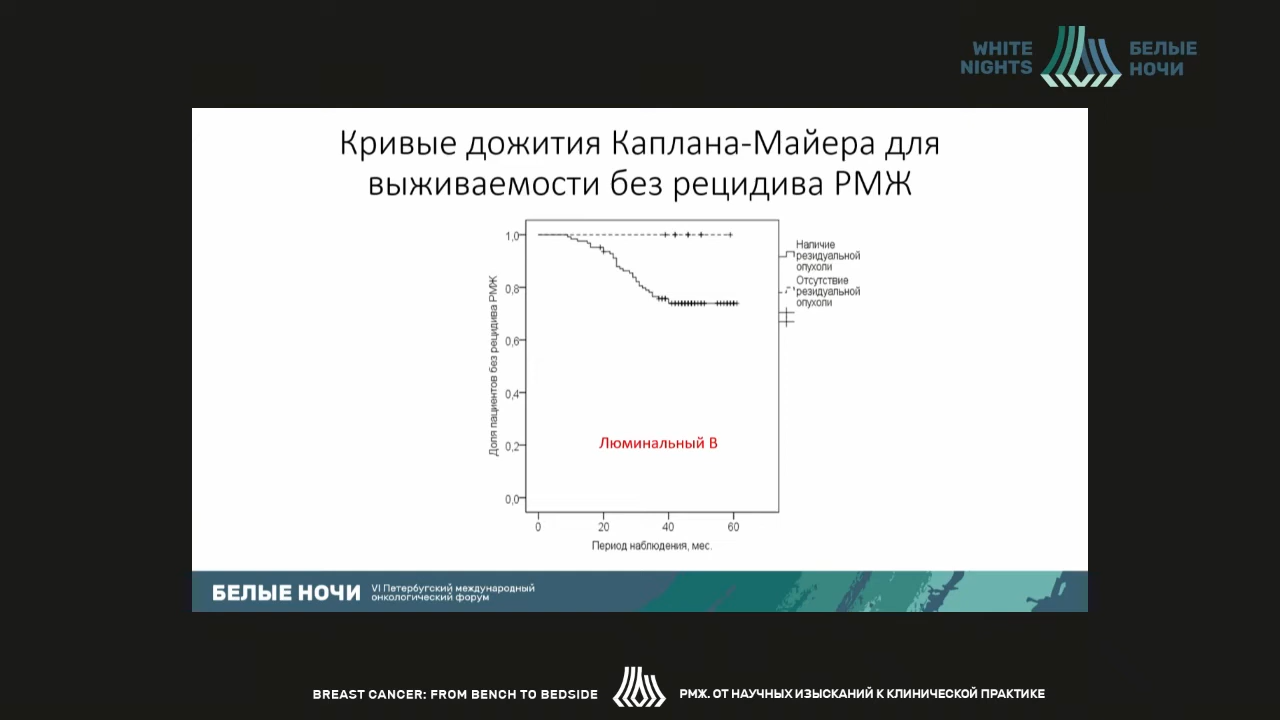 WHITE
NIGHTS
БЕЛЫЕ
НОЧИ
Кривые дожития Каплана-Майера для
выживаемости без рецидива РМЖ
Доля пациентов без рецидива РМЖ
1,0
0,8
0,6
0,4
0,2
0,0
Люминальный В
0 20 40 60
Период наблюдения, мес.
Наличие
резидуальной
опухоли
Отсутствие
резидуальной
опухоли
БЕЛЫЕ НОЧИ
VI Петербугский международный
онкологический форум
BREAST CANCER: FROM BENCH TO BEDSIDE
РМЖ. ОТ НАУЧНЫХ ИЗЫСКАНИЙ К КЛИНИЧЕСКОЙ ПРАКТИКЕ